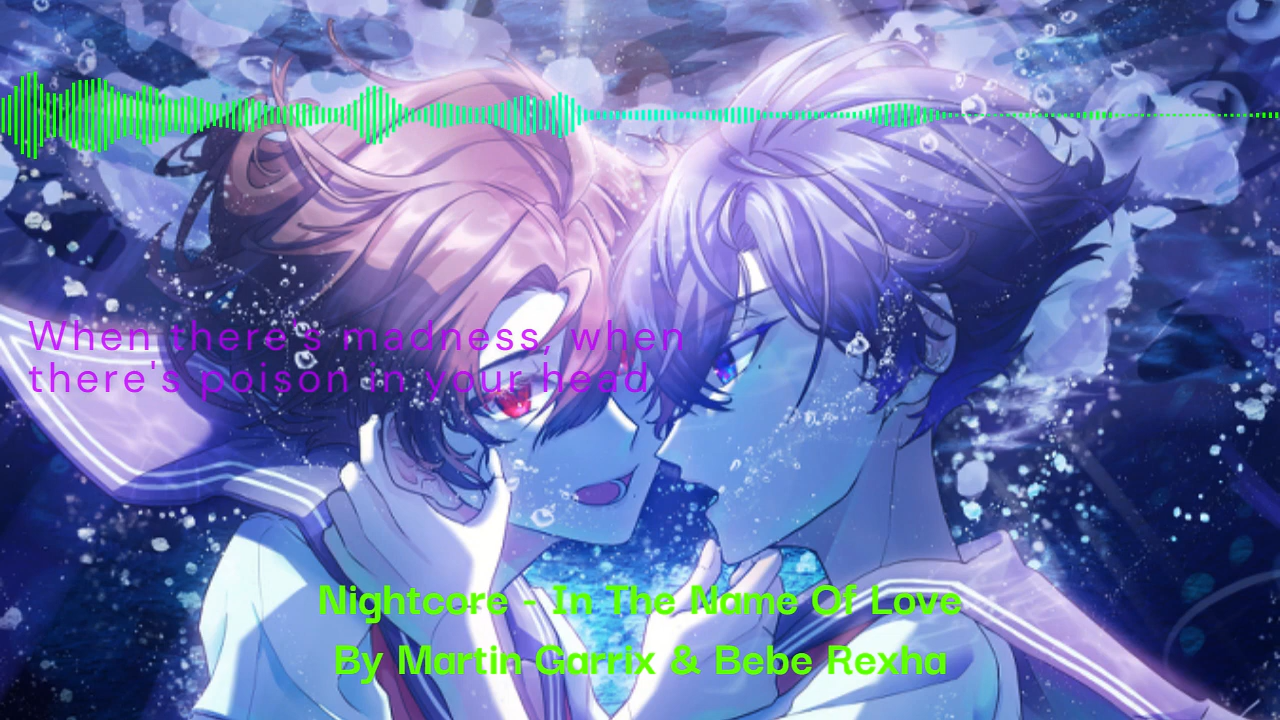 When there's madness, when
there's poison in your head
Nightcore - In The Name Of Love
By Martin Garrix & Bebe Rexha